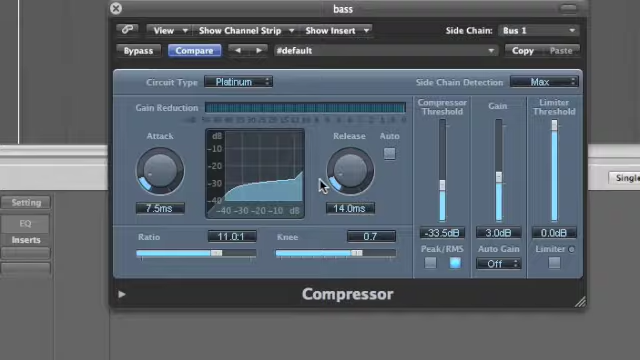 bass
View Show Channel Strip Show Insert Side Chain: Bus 1
Bypass Compare #default Copy Paste
Circuit Type Platinum Side Chain Detection Max
Gain Reduction
Compressor Threshold Gain Limiter Threshold
Attack Release Auto
dB
-10
-20
-30
-40
-40 -30 -20 -10 dB
7.5ms 14.0ms
-33.5dB 3.0dB 0.0dB
Ratio 11.0:1 Knee 0.7
Peak/RMS Auto Gain Limiter
Off
Compressor
Setting
EQ
Inserts
Single